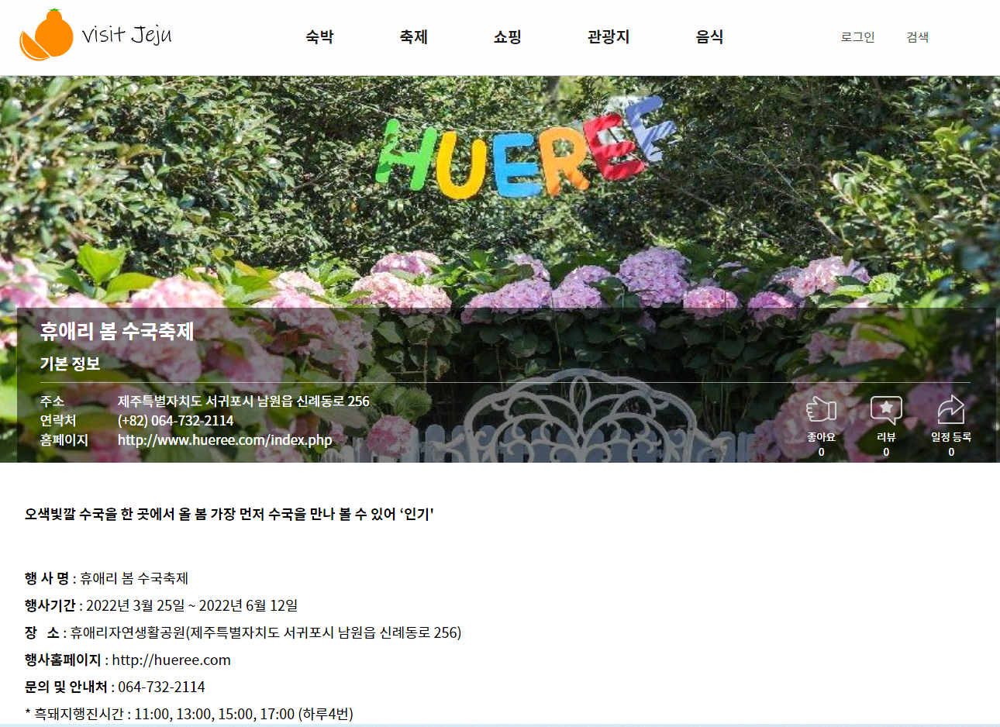 visit Jeju
숙박 축제 쇼핑 관광지 음식 로그인 검색
HUEREE
휴애리 봄 수국축제
기본 정보
주소 제주특별자치도 서귀포시 남원읍 신례동로 256
연락처 (+82) 064-732-2114
홈페이지 http://www.hueree.com/index.php
좋아요 리뷰 일정 등록
0 0 0
오색빛깔 수국을 한 곳에서 올 봄 가장 먼저 수국을 만나 볼 수 있어 ‘인기'
행 사 명 : 휴애리 봄 수국축제
행사기간 : 2022년 3월 25일 ~ 2022년 6월 12일
장 소 : 휴애리자연생활공원(제주특별자치도 서귀포시 남원읍 신례동로 256)
행사홈페이지 : http://hueree.com
문의 및 안내처 : 064-732-2114
* 흑돼지행진시간 : 11:00, 13:00, 15:00, 17:00 (하루4번)